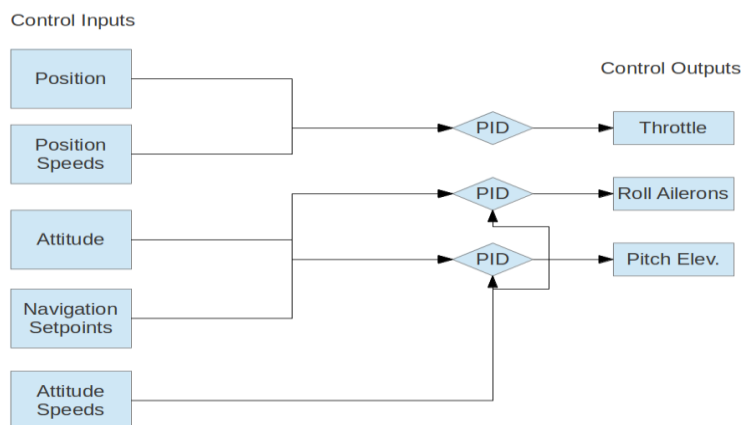 Control Inputs
Position
Position
Speeds
Attitude
Navigation
Setpoints
Attitude
Speeds
PID
PID
PID
Control Outputs
Throttle
Roll Ailerons
Pitch Elev.